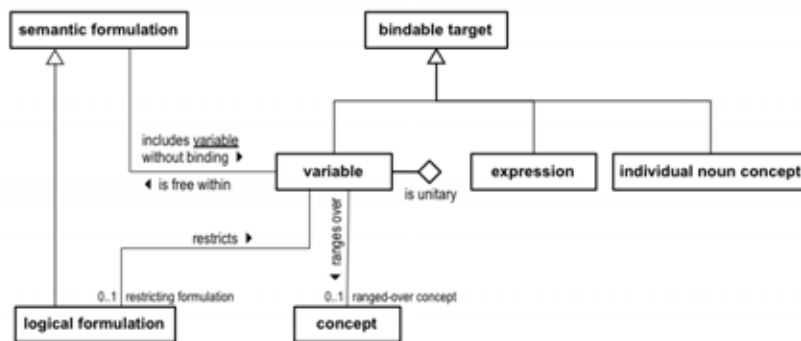 semantic formulation
bindable target
includes variable
without binding ▶
◀ is free within
variable
expression
individual noun concept
is unitary
ranges over ▶
restricts ▶
0..1 restricting formulation
0..1 ranged-over concept
logical formulation
concept